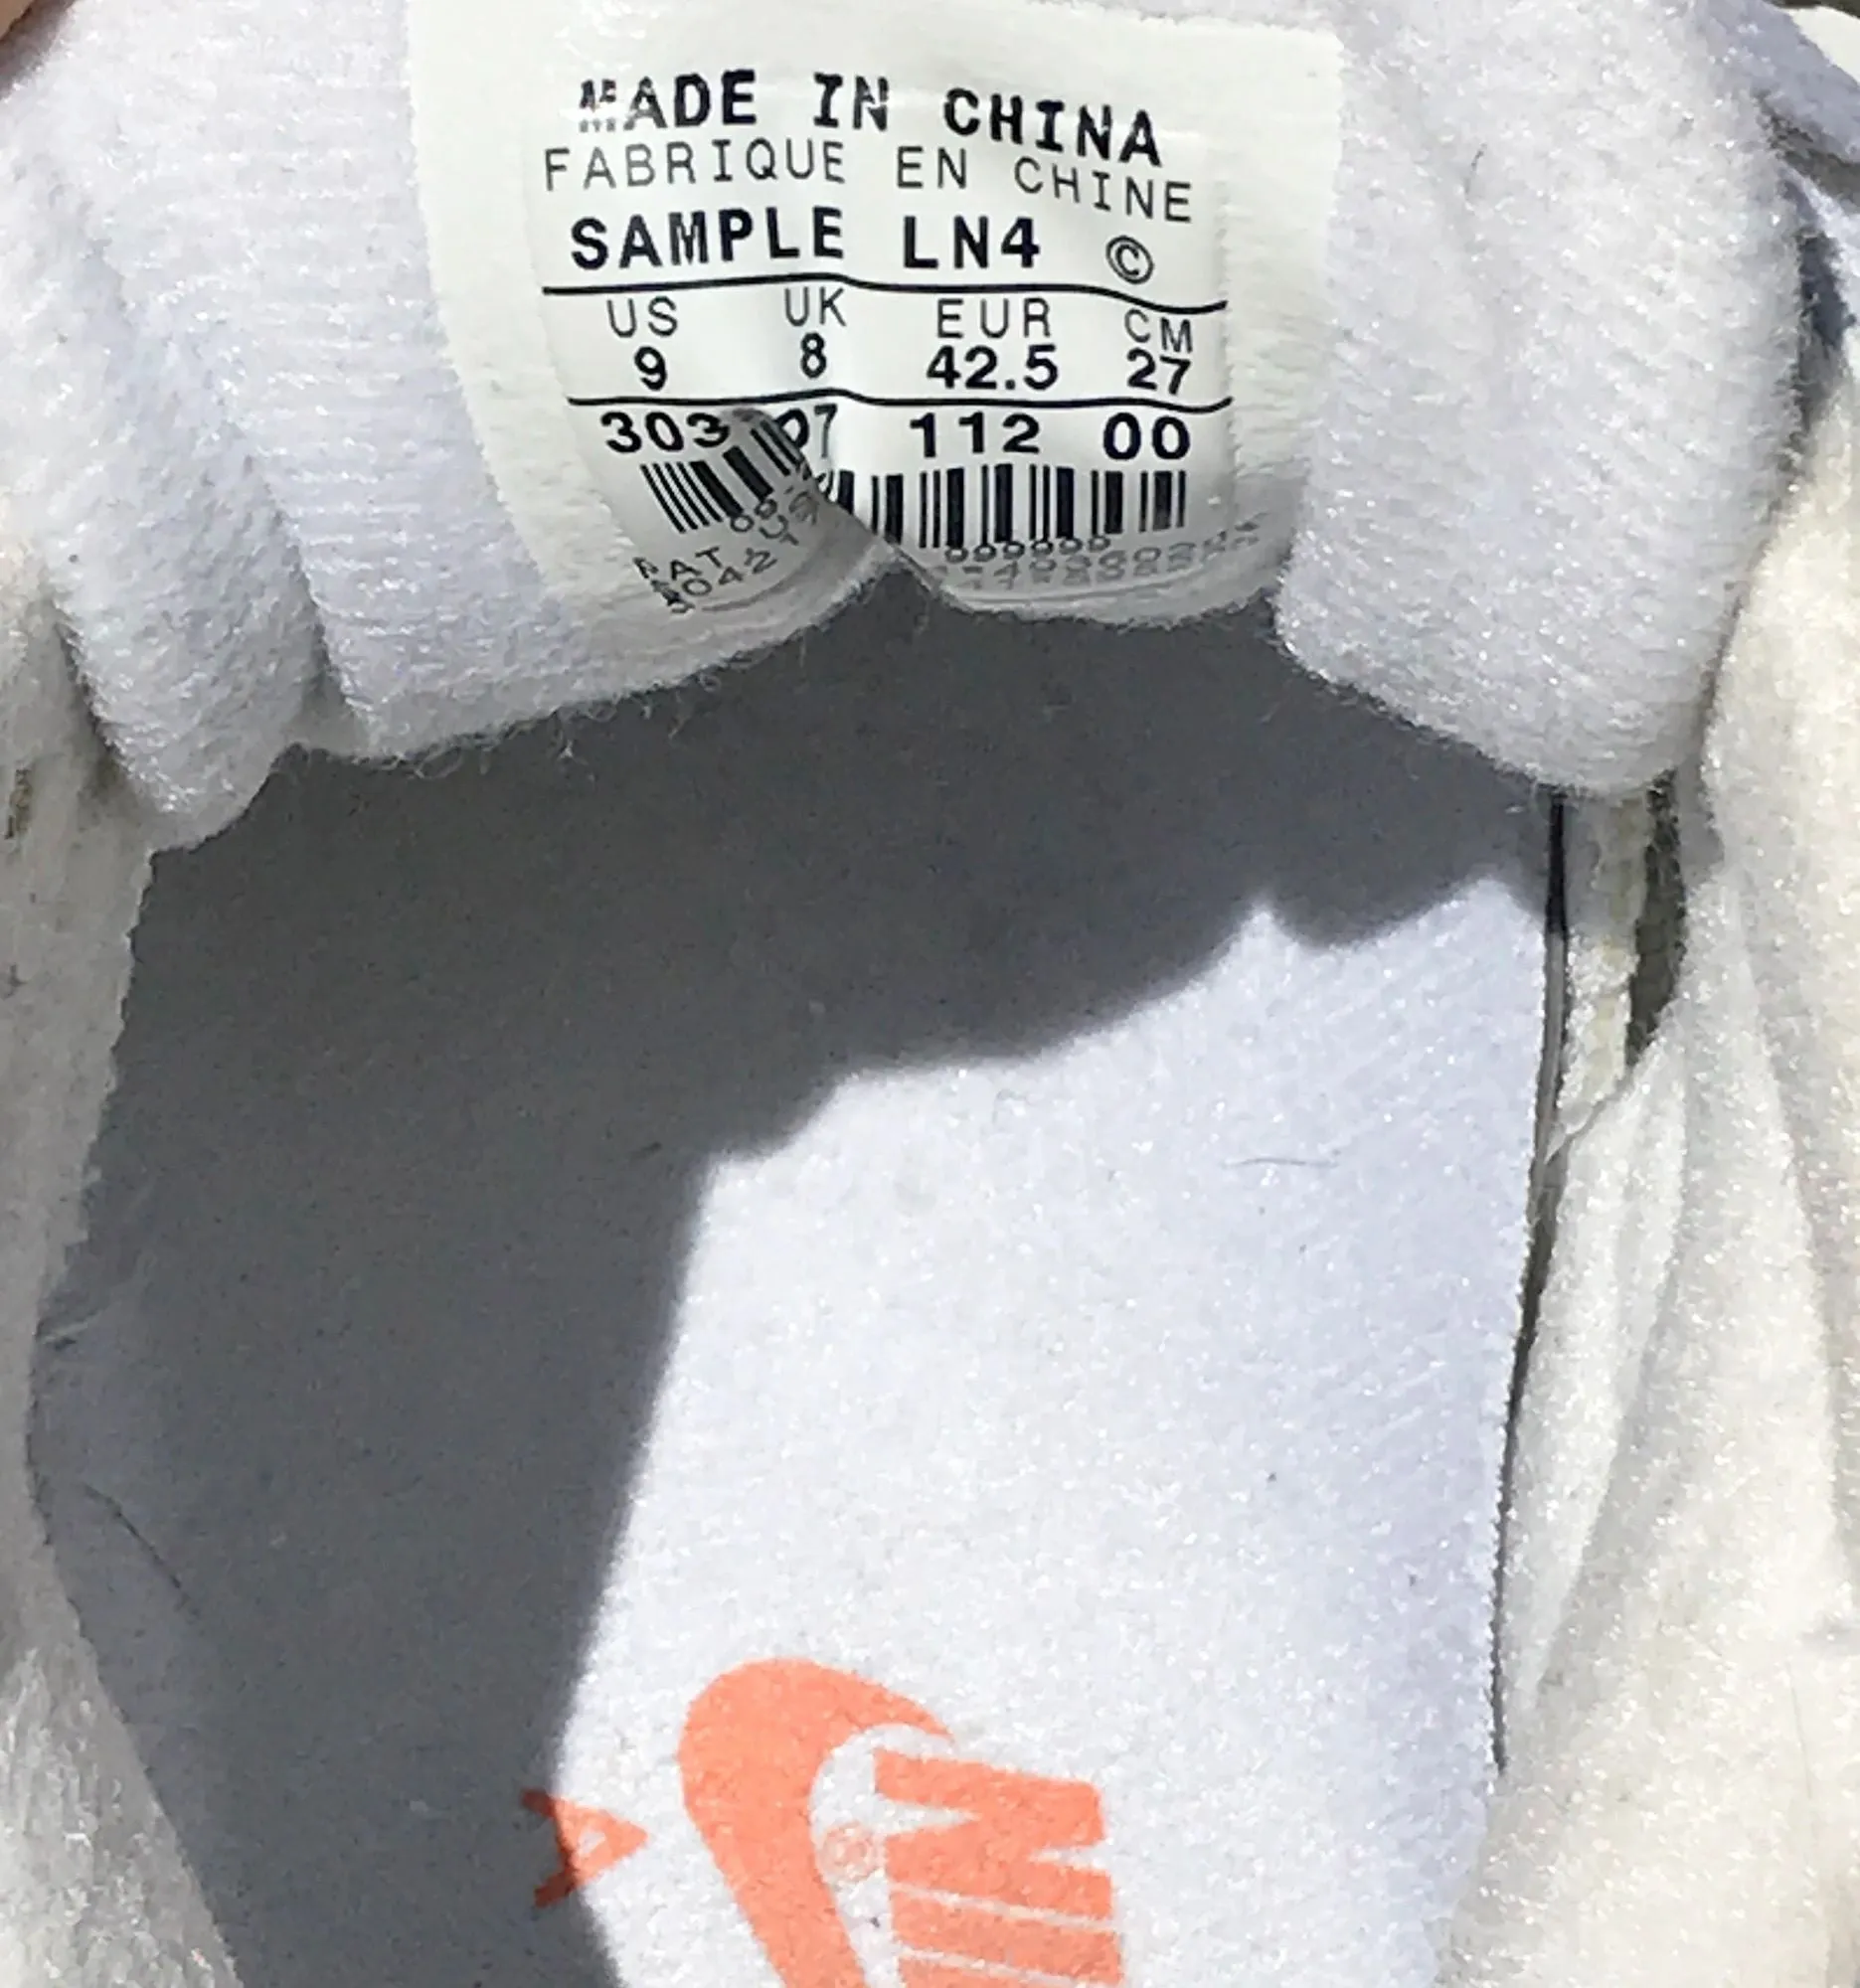 MADE IN CHINA
FABRIQUE EN CHINE
SAMPLE LN4 ©
US UK EUR CM
9 8 42.5 27
112 00
PAT